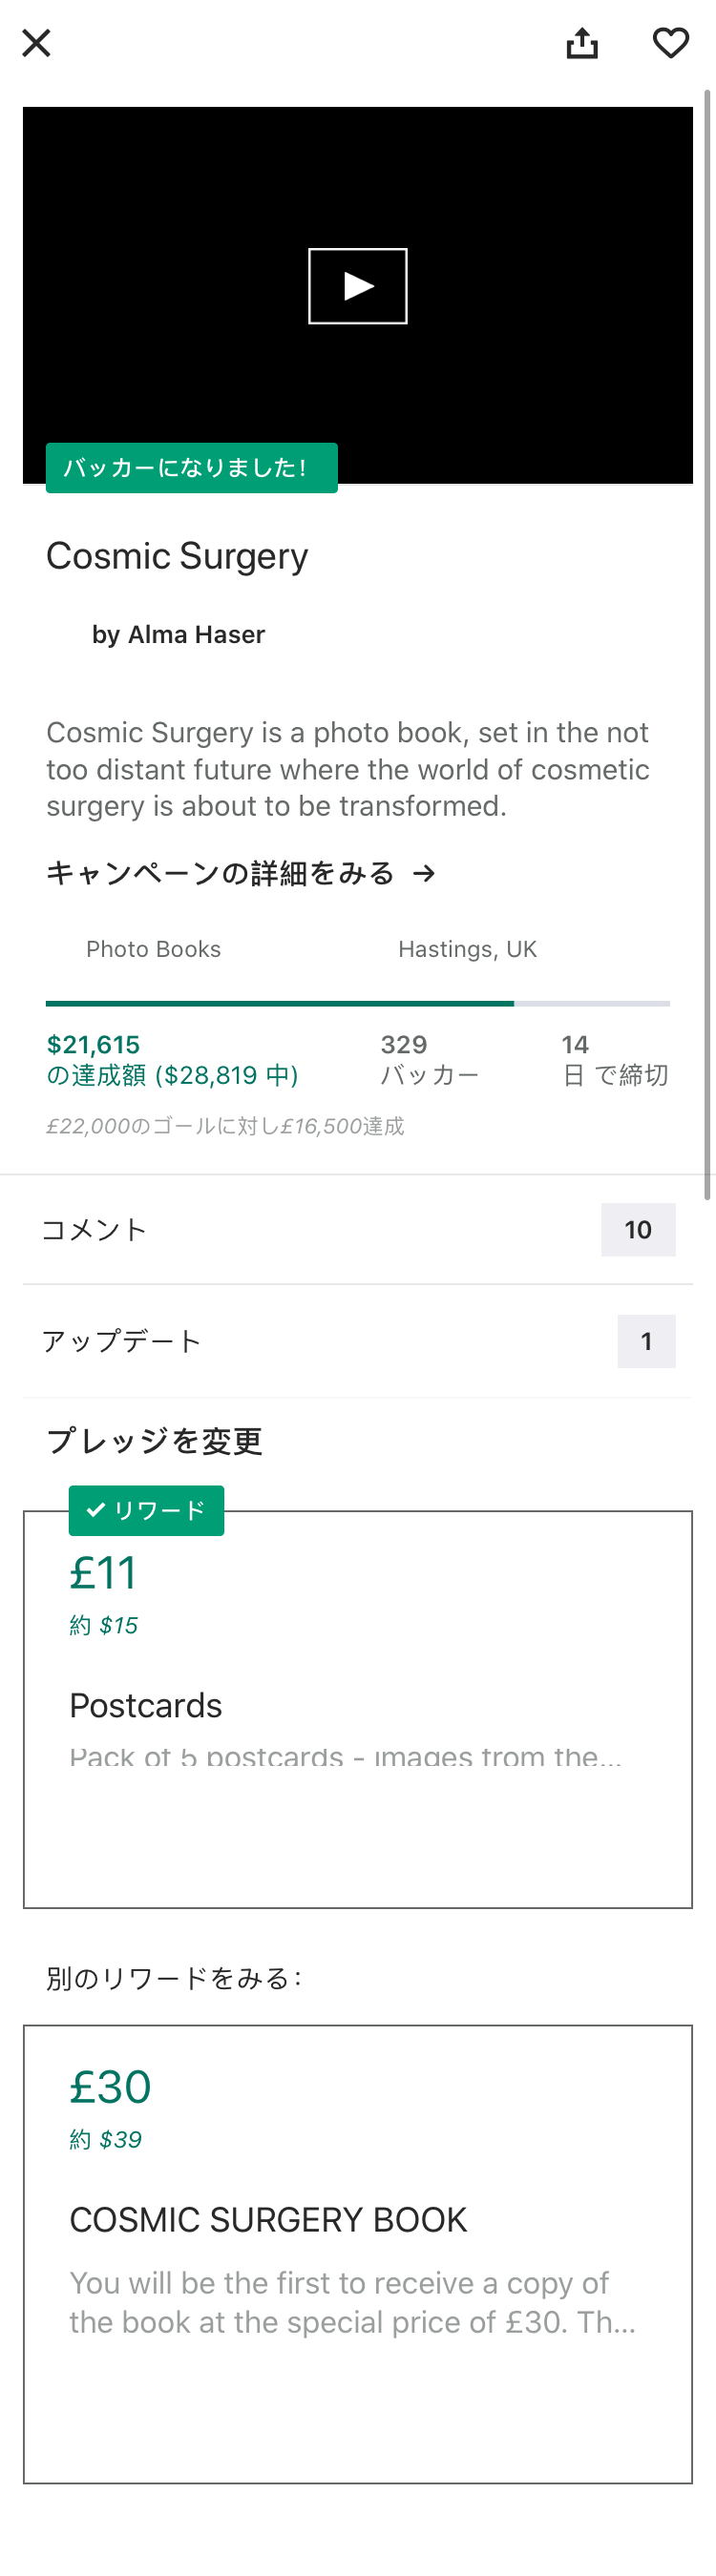 バッカーになりました！
Cosmic Surgery
by Alma Haser
Cosmic Surgery is a photo book, set in the not
too distant future where the world of cosmetic
surgery is about to be transformed.
キャンペーンの詳細をみる →
Photo Books
Hastings, UK
$21,615
の達成額 ($28,819 中)
329
バッカー
14
日 で締切
£22,000のゴールに対し£16,500達成
コメント
10
アップデート
1
プレッジを変更
✓ リワード
£11
約 $15
Postcards
Pack of 5 postcards - images from the...
別のリワードをみる：
£30
約 $39
COSMIC SURGERY BOOK
You will be the first to receive a copy of
the book at the special price of £30. Th...